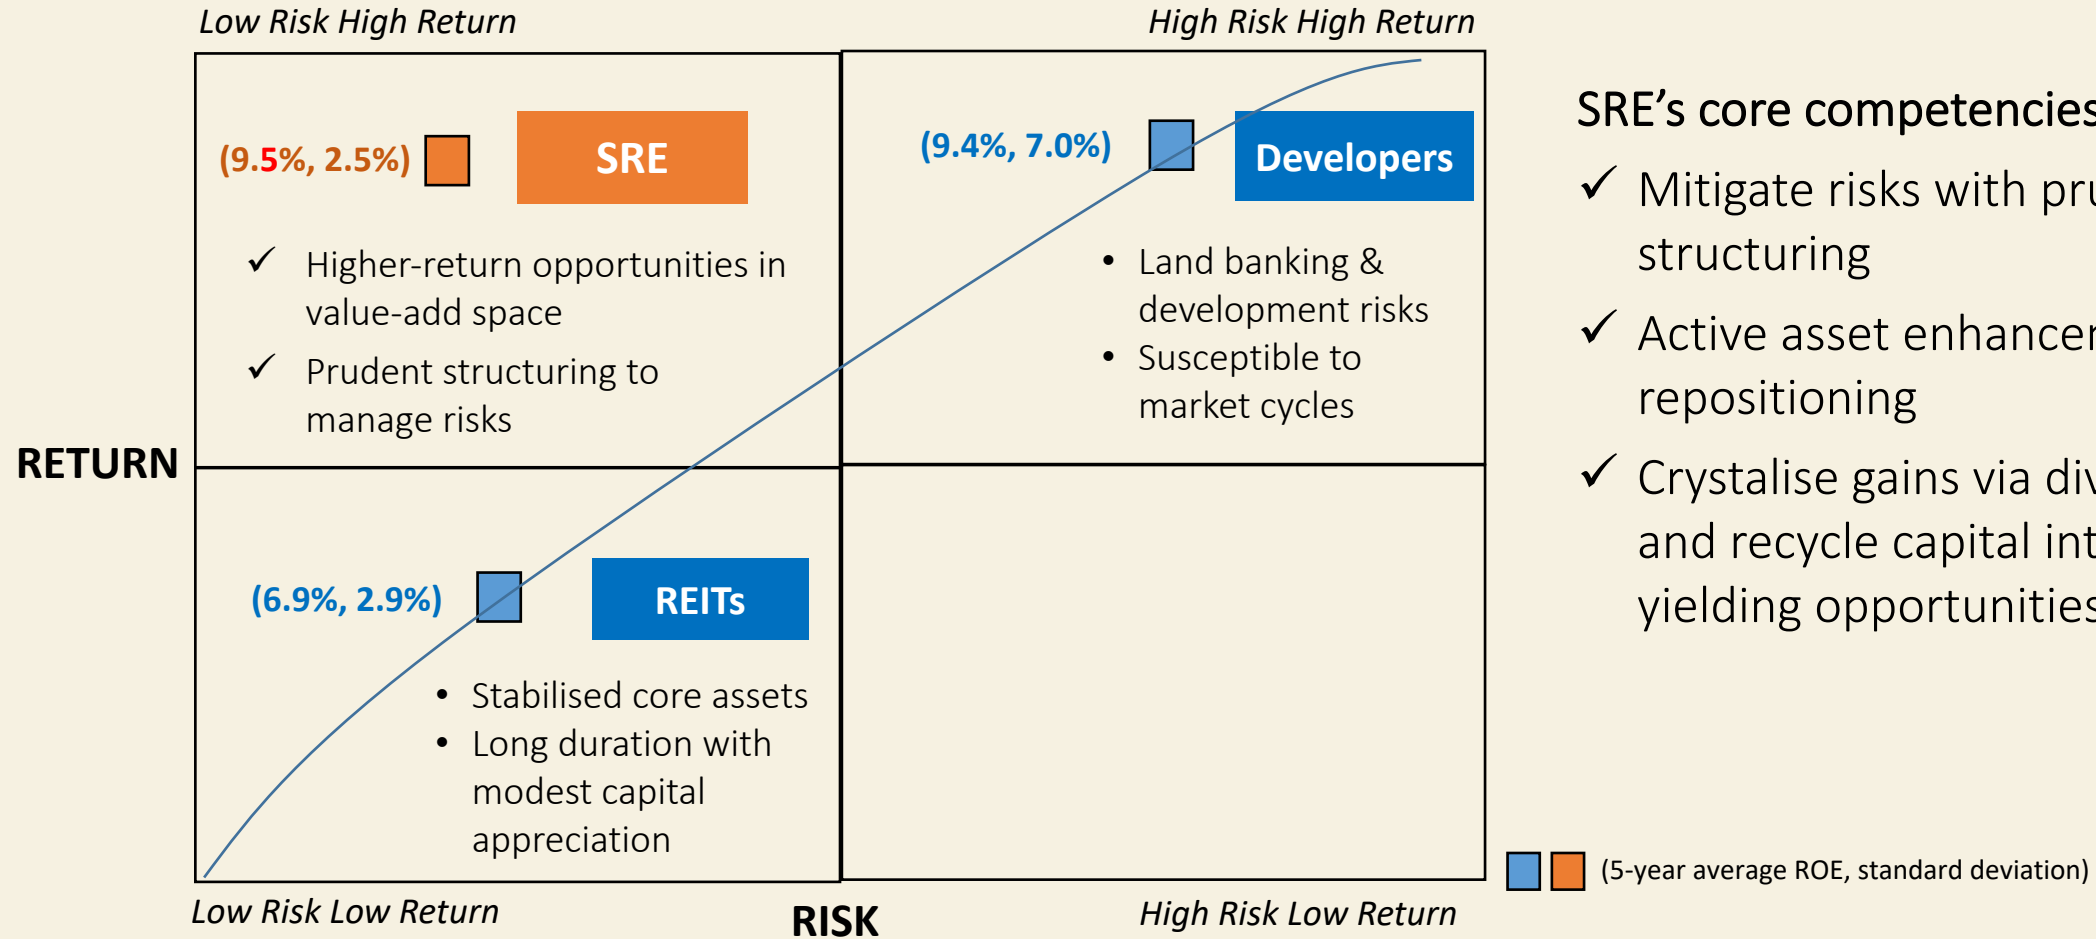 Low Risk High Return
High Risk High Return
(9.5%, 2.5%)
SRE
✓ Higher-return opportunities in
value-add space
✓ Prudent structuring to
manage risks
(9.4%, 7.0%)
Developers
• Land banking &
development risks
• Susceptible to
market cycles
RETURN
(6.9%, 2.9%)
REITs
• Stabilised core assets
• Long duration with
modest capital
appreciation
Low Risk Low Return
RISK
High Risk Low Return
SRE’s core competencies
✓ Mitigate risks with
structuring
✓ Active asset
repositioning
✓ Crystalise gains via
and recycle capital
yielding opportunities
(5-year average ROE, standard deviation)